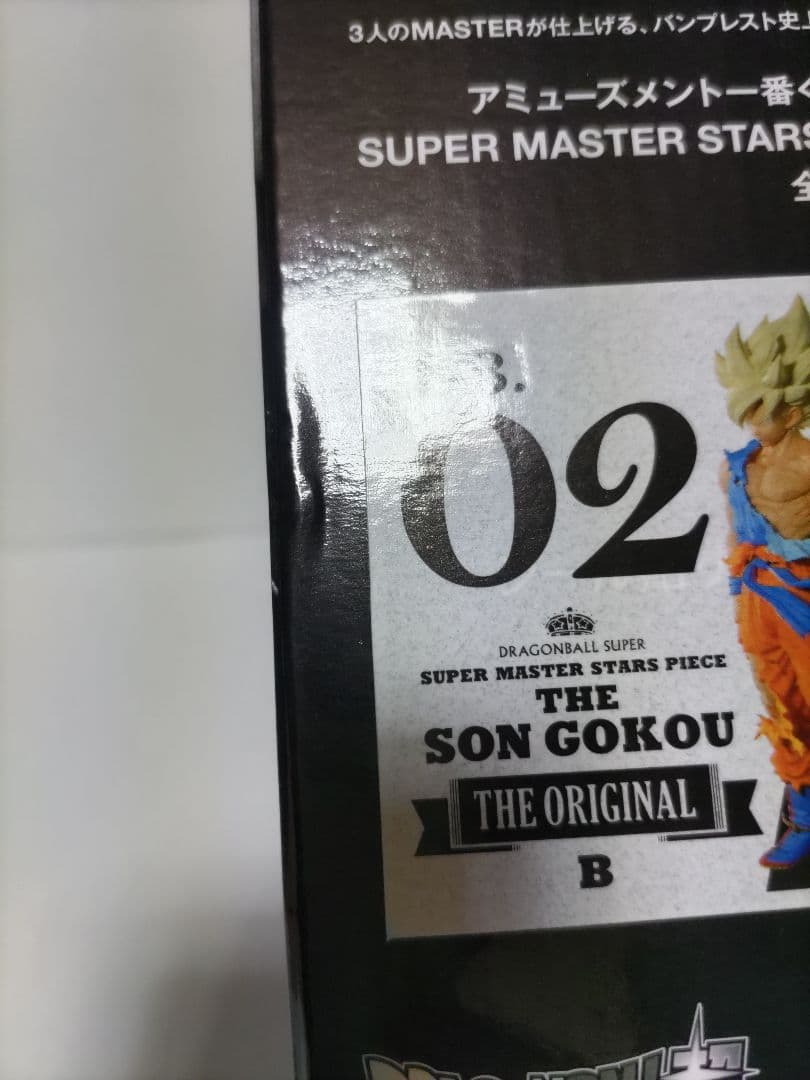 3人のMASTERが仕上げる、バンプレスト史上
アミューズメント一番く
SUPER MASTER STARS
全
B.
02
DRAGONBALL SUPER
SUPER MASTER STARS PIECE
THE
SON GOKOU
THE ORIGINAL
B